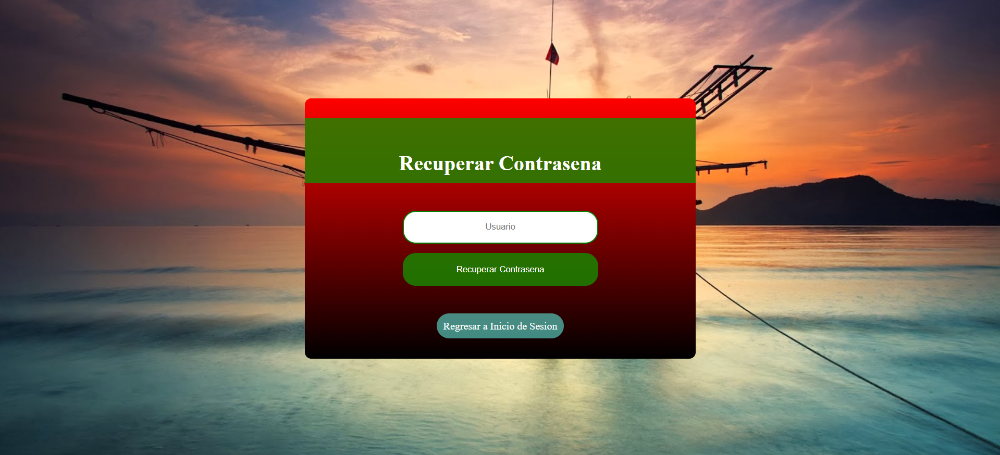 Recuperar Contrasena
Usuario
Recuperar Contrasena
Regresar a Inicio de Sesion